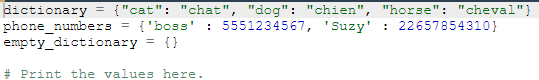 dictionary = {"cat": "chat", "dog": "chien", "horse": "cheval"}
phone_numbers = {'boss' : 5551234567, 'Suzy' : 22657854310}
empty_dictionary = {}
# Print the values here.